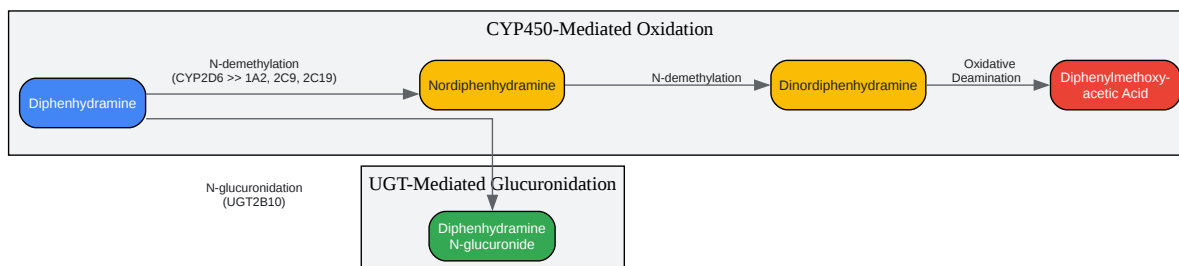 CYP450-Mediated Oxidation
N-demethylation
(CYP2D6 >> 1A2, 2C9, 2C19)
Oxidative
Deamination
Diphenhydramine
Nordiphenhydramine
N-demethylation
Dinordiphenhydramine
Diphenylmethoxy-
acetic Acid
UGT-Mediated Glucuronidation
N-glucuronidation
(UGT2B10)
Diphenhydramine
N-glucuronide